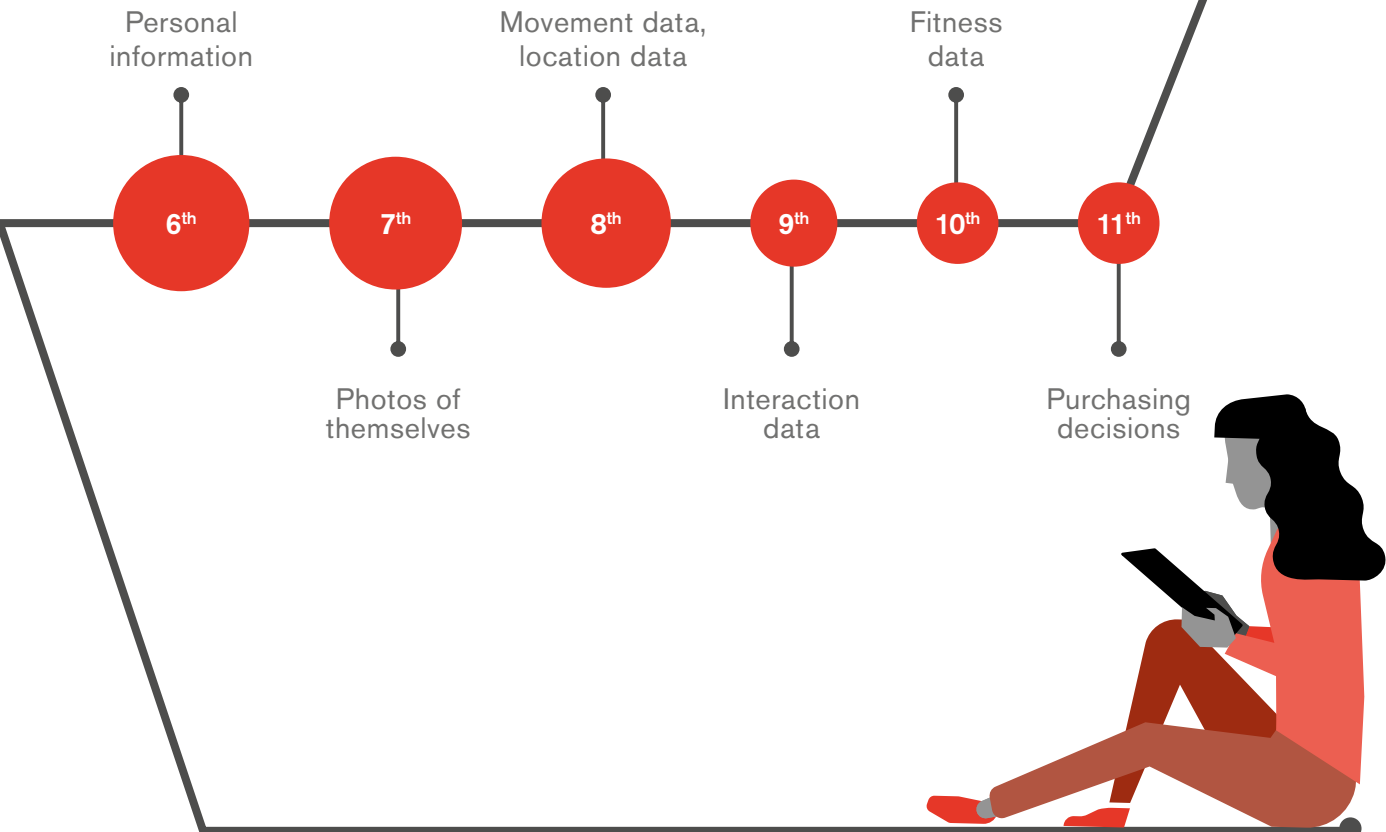 Personal
information
Movement data,
location data
Fitness
data
6th
7th
8th
9th
10th
11th
Photos of
themselves
Interaction
data
Purchasing
decisions